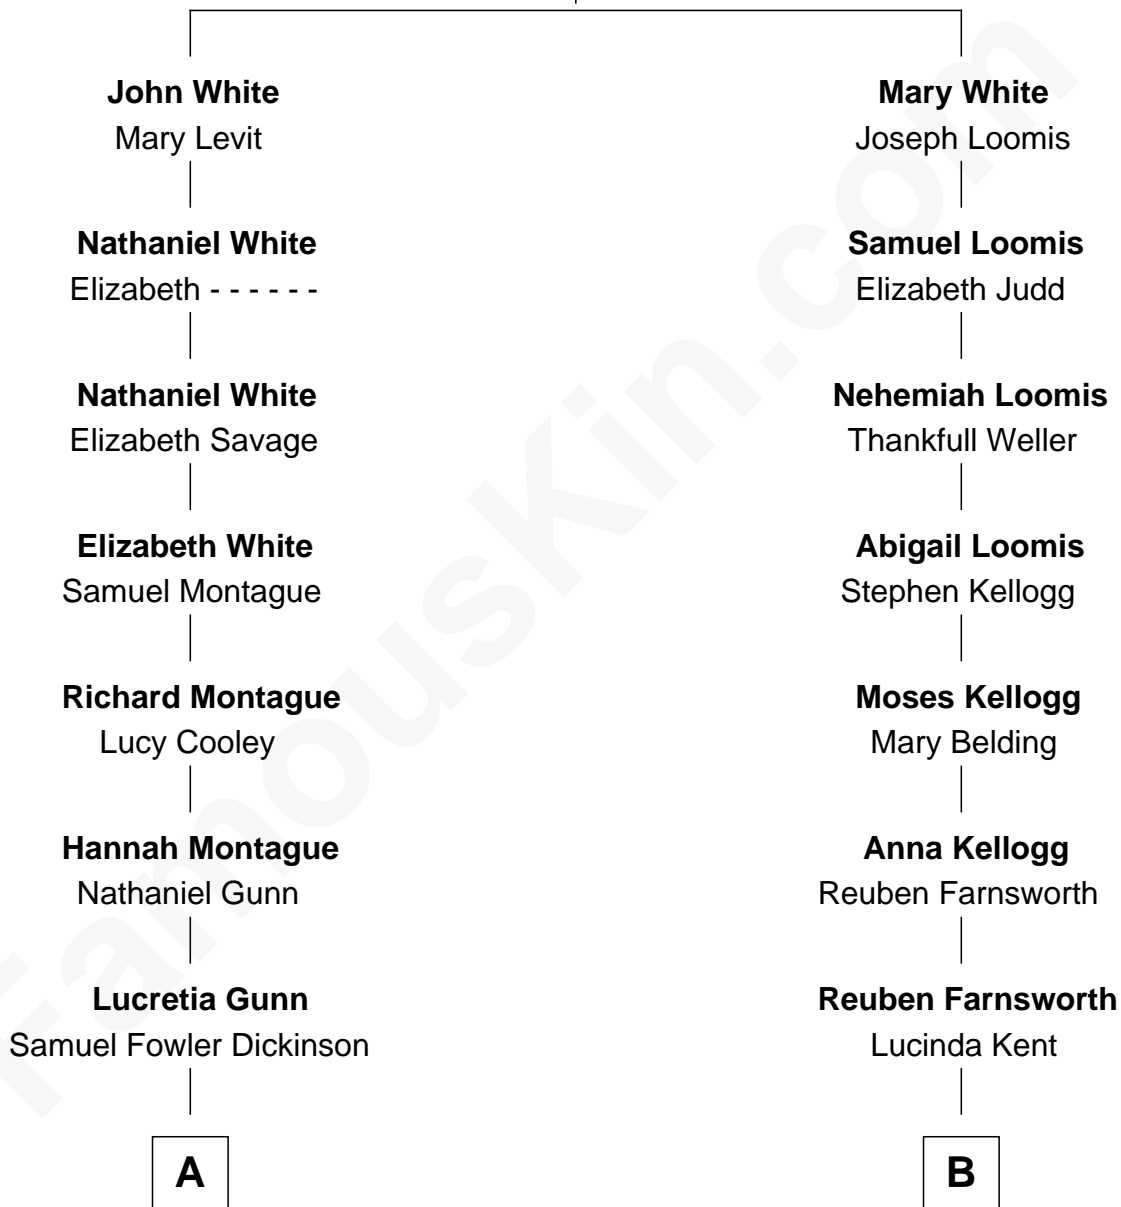 John White
Mary Levit
Nathaniel White
Elizabeth - - - - - -
Nathaniel White
Elizabeth Savage
Elizabeth White
Samuel Montague
Richard Montague
Lucy Cooley
Hannah Montague
Nathaniel Gunn
Lucretia Gunn
Samuel Fowler Dickinson
A
Mary White
Joseph Loomis
Samuel Loomis
Elizabeth Judd
Nehemiah Loomis
Thankfull Weller
Abigail Loomis
Stephen Kellogg
Moses Kellogg
Mary Belding
Anna Kellogg
Reuben Farnsworth
Reuben Farnsworth
Lucinda Kent
B
FamousKin.com